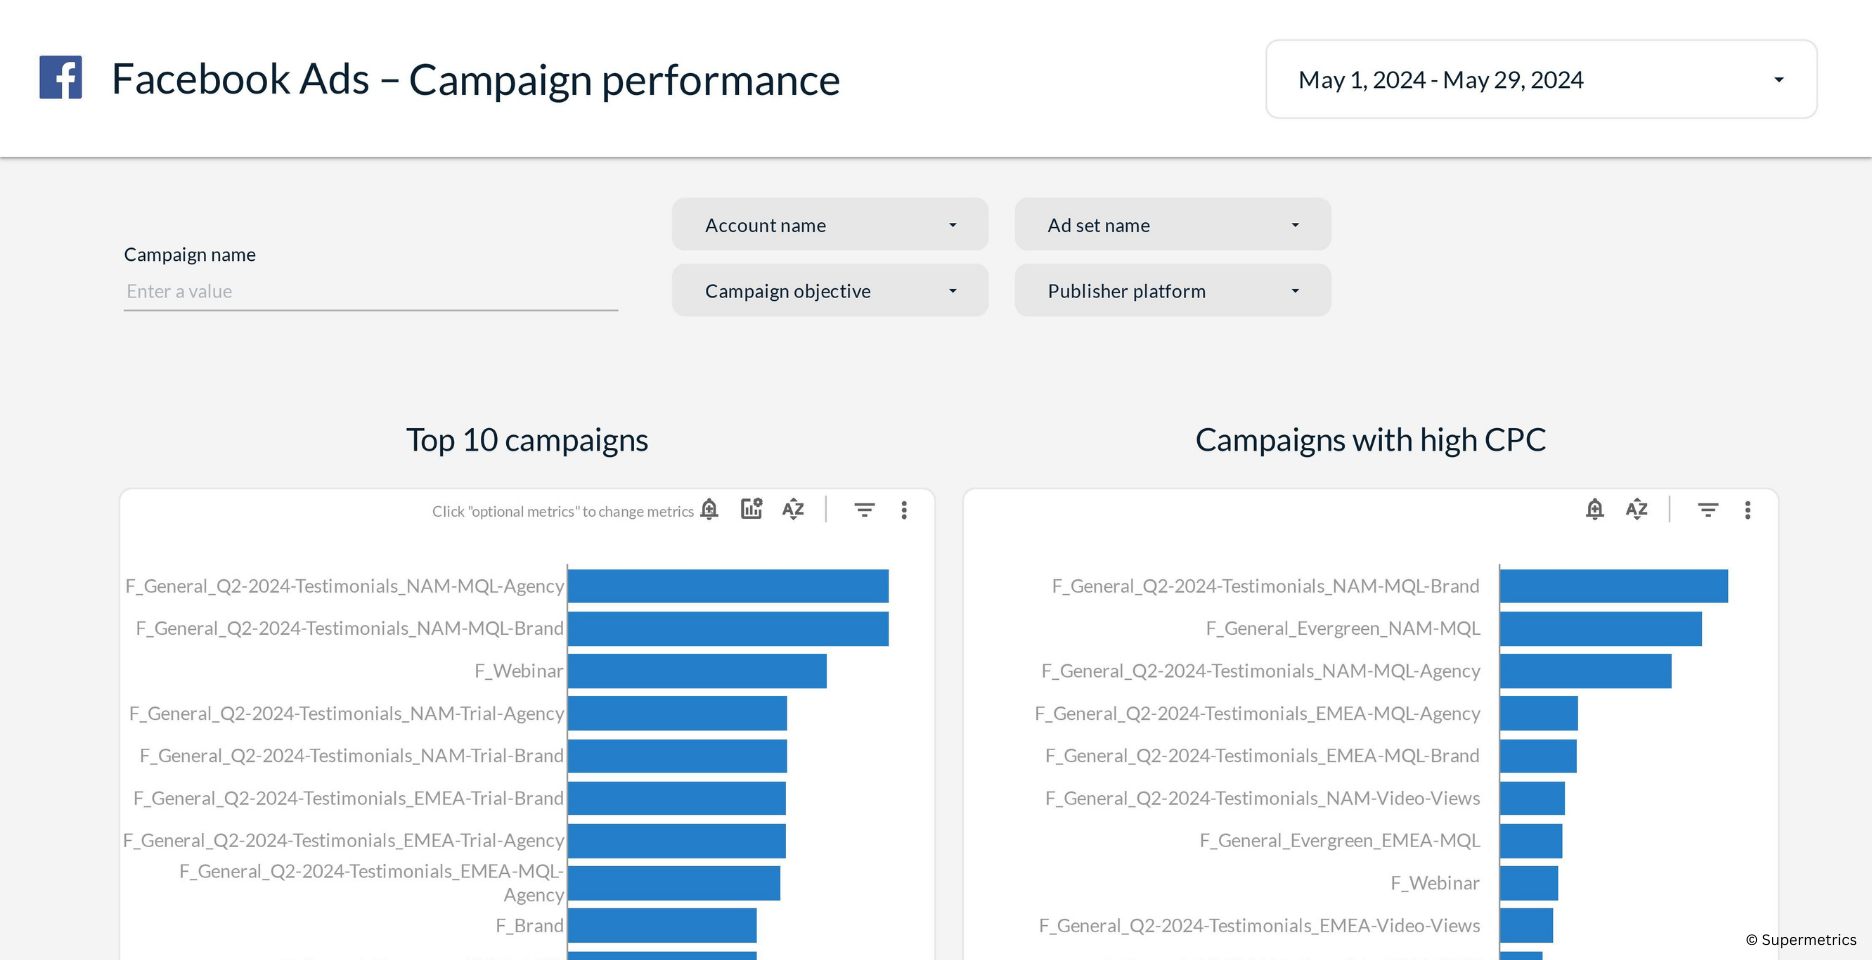 Facebook Ads – Campaign performance
May 1, 2024 - May 29, 2024
Campaign name
Enter a value
Account name
Ad set name
Campaign objective
Publisher platform
Top 10 campaigns
Click "optional metrics" to change metrics
F_General_Q2-2024-Testimonials_NAM-MQL-Agency
F_General_Q2-2024-Testimonials_NAM-MQL-Brand
F_Webinar
F_General_Q2-2024-Testimonials_NAM-Trial-Agency
F_General_Q2-2024-Testimonials_NAM-Trial-Brand
F_General_Q2-2024-Testimonials_EMEA-Trial-Brand
F_General_Q2-2024-Testimonials_EMEA-Trial-Agency
F_General_Q2-2024-Testimonials_EMEA-MQL-
Agency
F_Brand
Campaigns with high CPC
F_General_Q2-2024-Testimonials_NAM-MQL-Brand
F_General_Evergreen_NAM-MQL
F_General_Q2-2024-Testimonials_NAM-MQL-Agency
F_General_Q2-2024-Testimonials_EMEA-MQL-Agency
F_General_Q2-2024-Testimonials_EMEA-MQL-Brand
F_General_Q2-2024-Testimonials_NAM-Video-Views
F_General_Evergreen_EMEA-MQL
F_Webinar
F_General_Q2-2024-Testimonials_EMEA-Video-Views
© Supermetrics